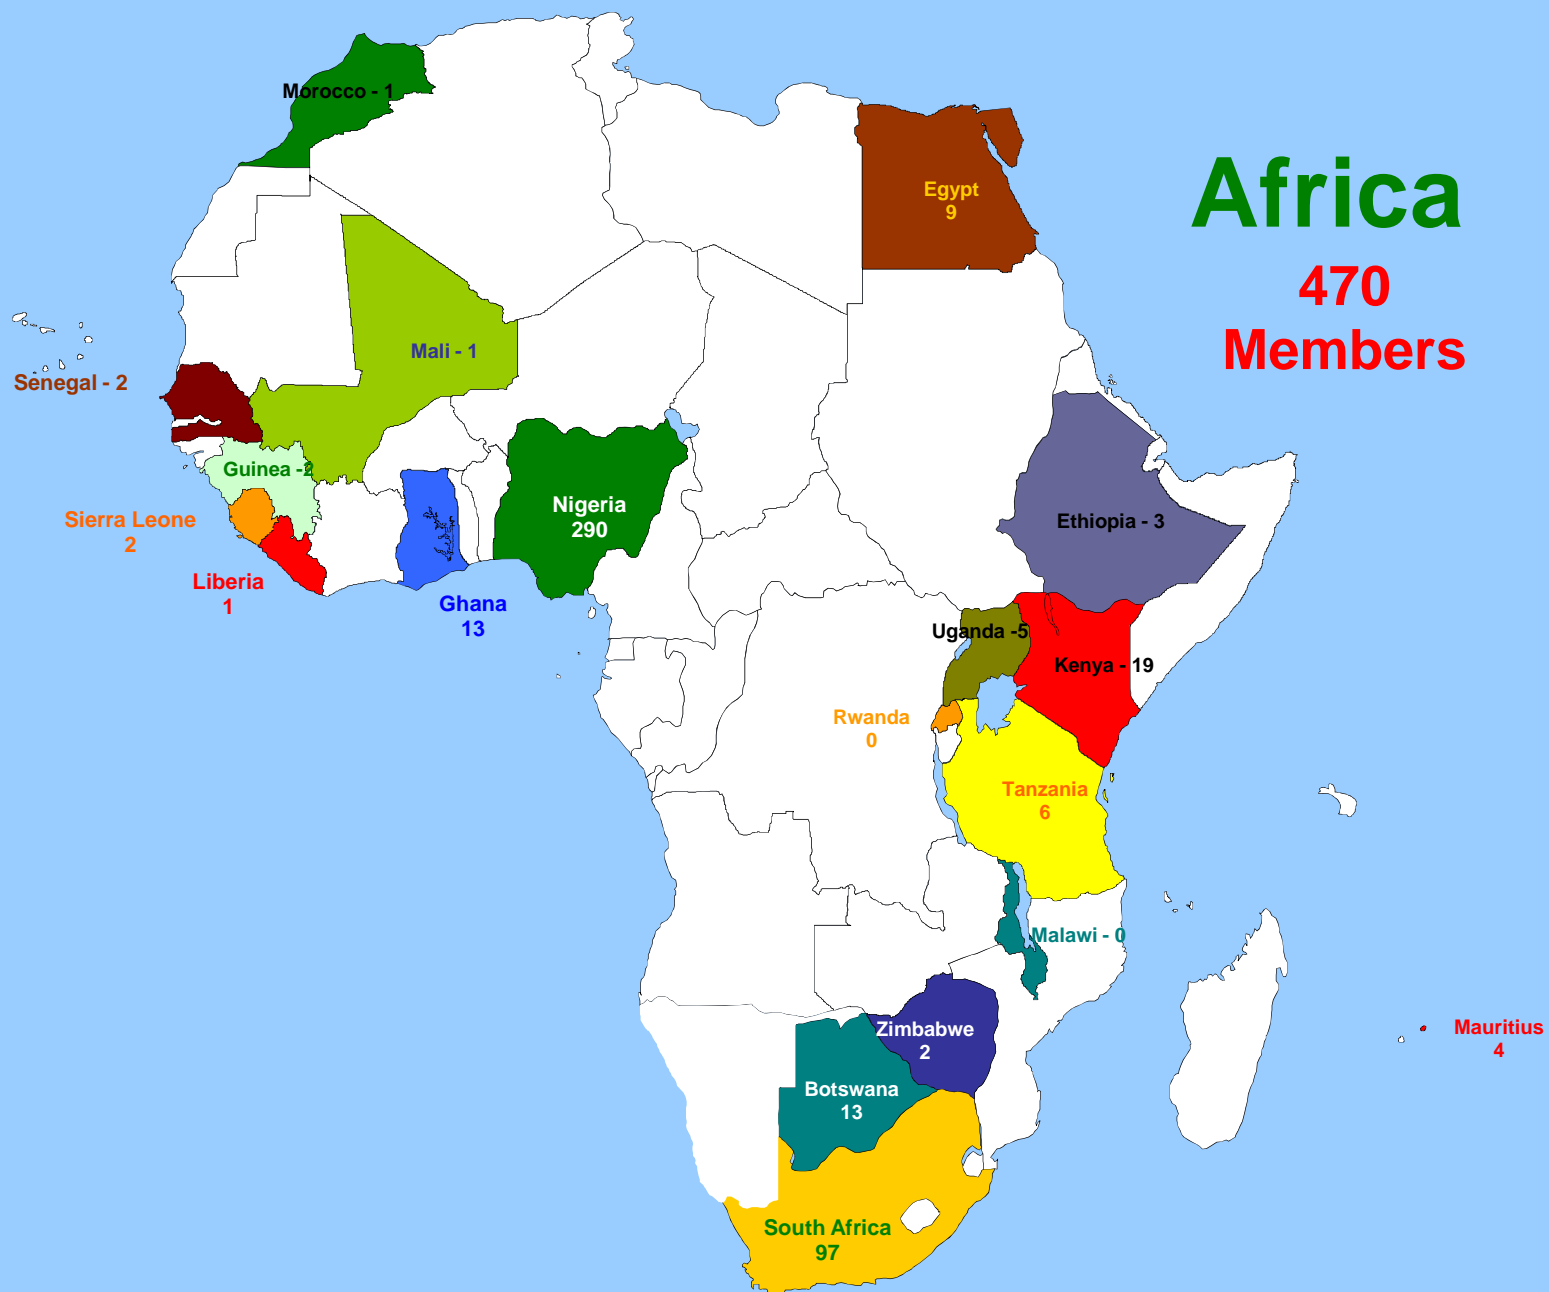 Morocco - 1
Africa
470
Members
Egypt
9
Mali - 1
Senegal - 2
Guinea -2
Nigeria
290
Sierra Leone
2
Ethiopia - 3
Liberia
1
Ghana
13
Uganda -5
Kenya - 19
Rwanda
0
Tanzania
6
Malawi - 0
Zimbabwe
2
Mauritius
4
Botswana
13
South Africa
97